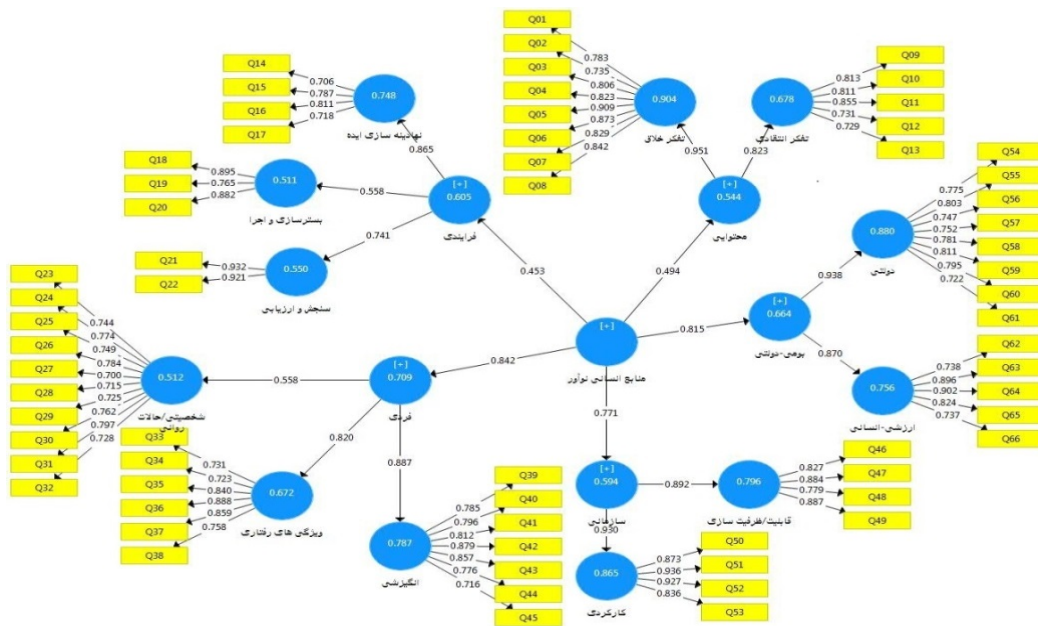 Q01
Q02
Q03
Q04
Q05
Q06
Q07
Q08
0.783
0.735
0.806
0.823
0.909
0.873
0.829
0.842
0.904
تفکر خلاق
Q09
Q10
Q11
Q12
Q13
0.813
0.811
0.855
0.731
0.729
0.678
تفکر انتقادی
0.951
0.823
[+]
0.544
محتوایی
Q14
Q15
Q16
Q17
0.706
0.787
0.811
0.718
0.748
نهادینه سازی ایده
0.865
Q18
Q19
Q20
0.895
0.765
0.882
0.511
بسترسازی و اجرا
0.558
[+]
0.605
فرایندی
0.741
Q21
Q22
0.932
0.921
0.550
سنجش و ارزیابی
0.453
0.494
Q54
Q55
Q56
Q57
Q58
Q59
Q60
Q61
0.775
0.803
0.747
0.752
0.781
0.811
0.795
0.722
0.880
دولتی
0.938
[+]
0.664
بومی-دولتی
0.870
Q62
Q63
Q64
Q65
Q66
0.738
0.896
0.902
0.824
0.737
0.756
ارزشی-انسانی
[+]
منابع انسانی نوآور
0.815
0.842
0.771
Q23
Q24
Q25
Q26
Q27
Q28
Q29
Q30
Q31
Q32
0.744
0.774
0.749
0.784
0.700
0.715
0.725
0.762
0.797
0.728
0.512
شخصیتی/حالات
روانی
0.558
[+]
0.709
فردی
0.820
0.887
Q33
Q34
Q35
Q36
Q37
Q38
0.731
0.723
0.840
0.888
0.859
0.758
0.672
ویژگی های رفتاری
Q39
Q40
Q41
Q42
Q43
Q44
Q45
0.785
0.796
0.812
0.879
0.857
0.776
0.716
0.787
انگیزشی
[+]
0.594
سازمانی
0.892
0.930
0.796
قابلیت/ظرفیت سازی
Q46
Q47
Q48
Q49
0.827
0.884
0.779
0.887
0.865
کارکردی
Q50
Q51
Q52
Q53
0.873
0.936
0.927
0.836